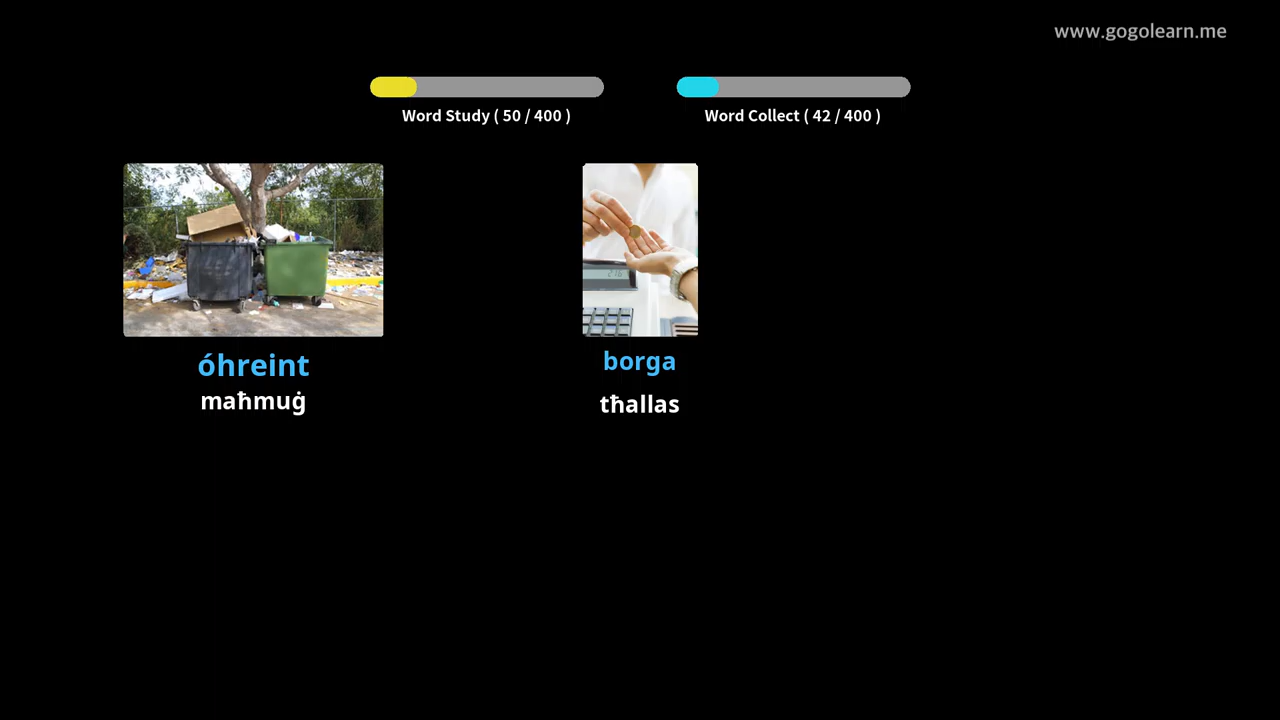 www.gogolearn.me
Word Study ( 50 / 400 )
Word Collect ( 42 / 400 )
óhreint
maħmuġ
borga
tħallas